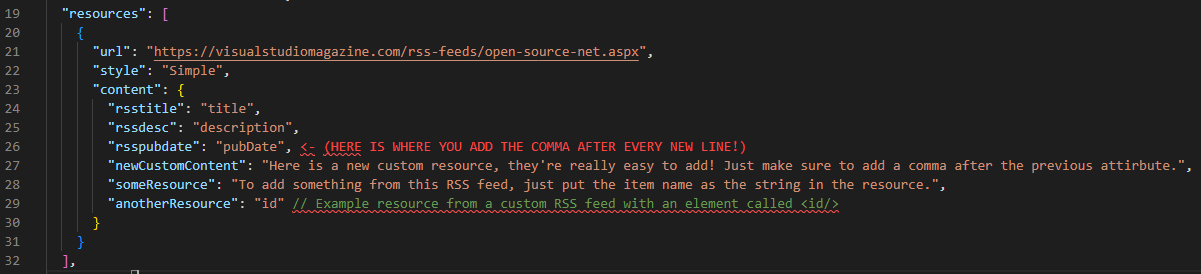 19 "resources": [
20 {
21 "url": "https://visualstudiomagazine.com/rss-feeds/open-source-net.aspx",
22 "style": "Simple",
23 "content": {
24 "rsstitle": "title",
25 "rssdesc": "description",
26 "rsspubdate": "pubDate", <- (HERE IS WHERE YOU ADD THE COMMA AFTER EVERY NEW LINE!)
27 "newCustomContent": "Here is a new custom resource, they're really easy to add! Just make sure to add a comma after the previous attirbute.",
28 "someResource": "To add something from this RSS feed, just put the item name as the string in the resource.",
29 "anotherResource": "id" // Example resource from a custom RSS feed with an element called <id/>
30 }
31 }
32 ],